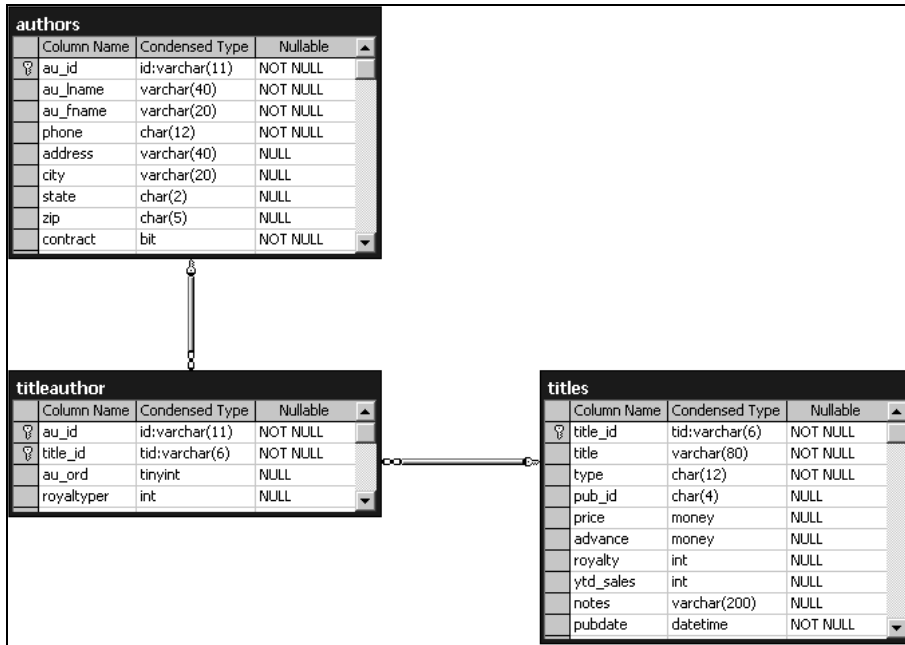 authors
Column Name Condensed Type Nullable
au_id id:varchar(11) NOT NULL
au_lname varchar(40) NOT NULL
au_fname varchar(20) NOT NULL
phone char(12) NOT NULL
address varchar(40) NULL
city varchar(20) NULL
state char(2) NULL
zip char(5) NULL
contract bit NOT NULL
titleauthor
Column Name Condensed Type Nullable
au_id id:varchar(11) NOT NULL
title_id tid:varchar(6) NOT NULL
au_ord tinyint NULL
royaltyper int NULL
titles
Column Name Condensed Type Nullable
title_id tid:varchar(6) NOT NULL
title varchar(80) NOT NULL
type char(12) NOT NULL
pub_id char(4) NULL
price money NULL
advance money NULL
royalty int NULL
ytd_sales int NULL
notes varchar(200) NULL
pubdate datetime NOT NULL